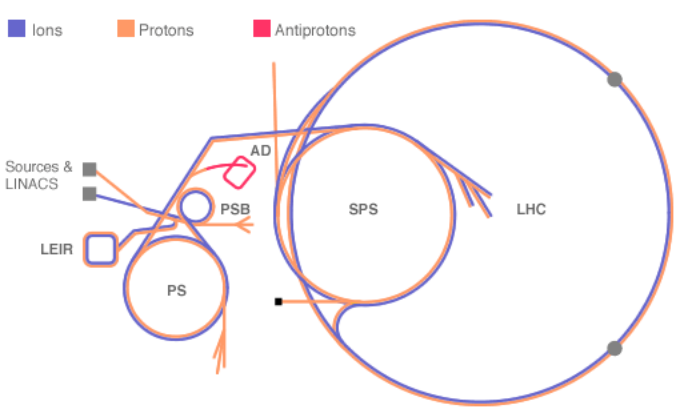 Ions
Protons
Antiprotons
AD
Sources &
LINACS
PSB
SPS
LHC
LEIR
PS